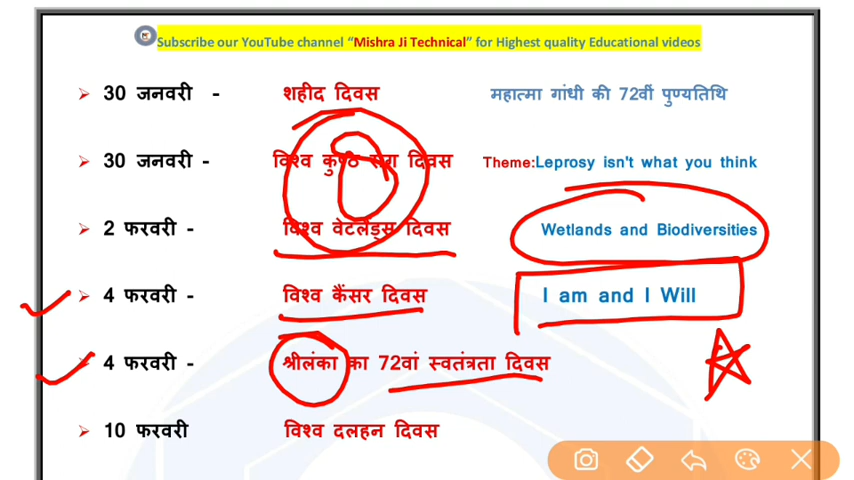 Subscribe our YouTube channel “Mishra Ji Technical” for Highest quality Educational videos
30 जनवरी - शहीद दिवस महात्मा गांधी की 72वीं पुण्यतिथि
30 जनवरी - विश्व कुष्ठ रोग दिवस Theme:Leprosy isn't what you think
2 फरवरी - विश्व वेटलैंड्स दिवस Wetlands and Biodiversities
4 फरवरी - विश्व कैंसर दिवस I am and I Will
4 फरवरी - श्रीलंका का 72वां स्वतंत्रता दिवस
10 फरवरी विश्व दलहन दिवस